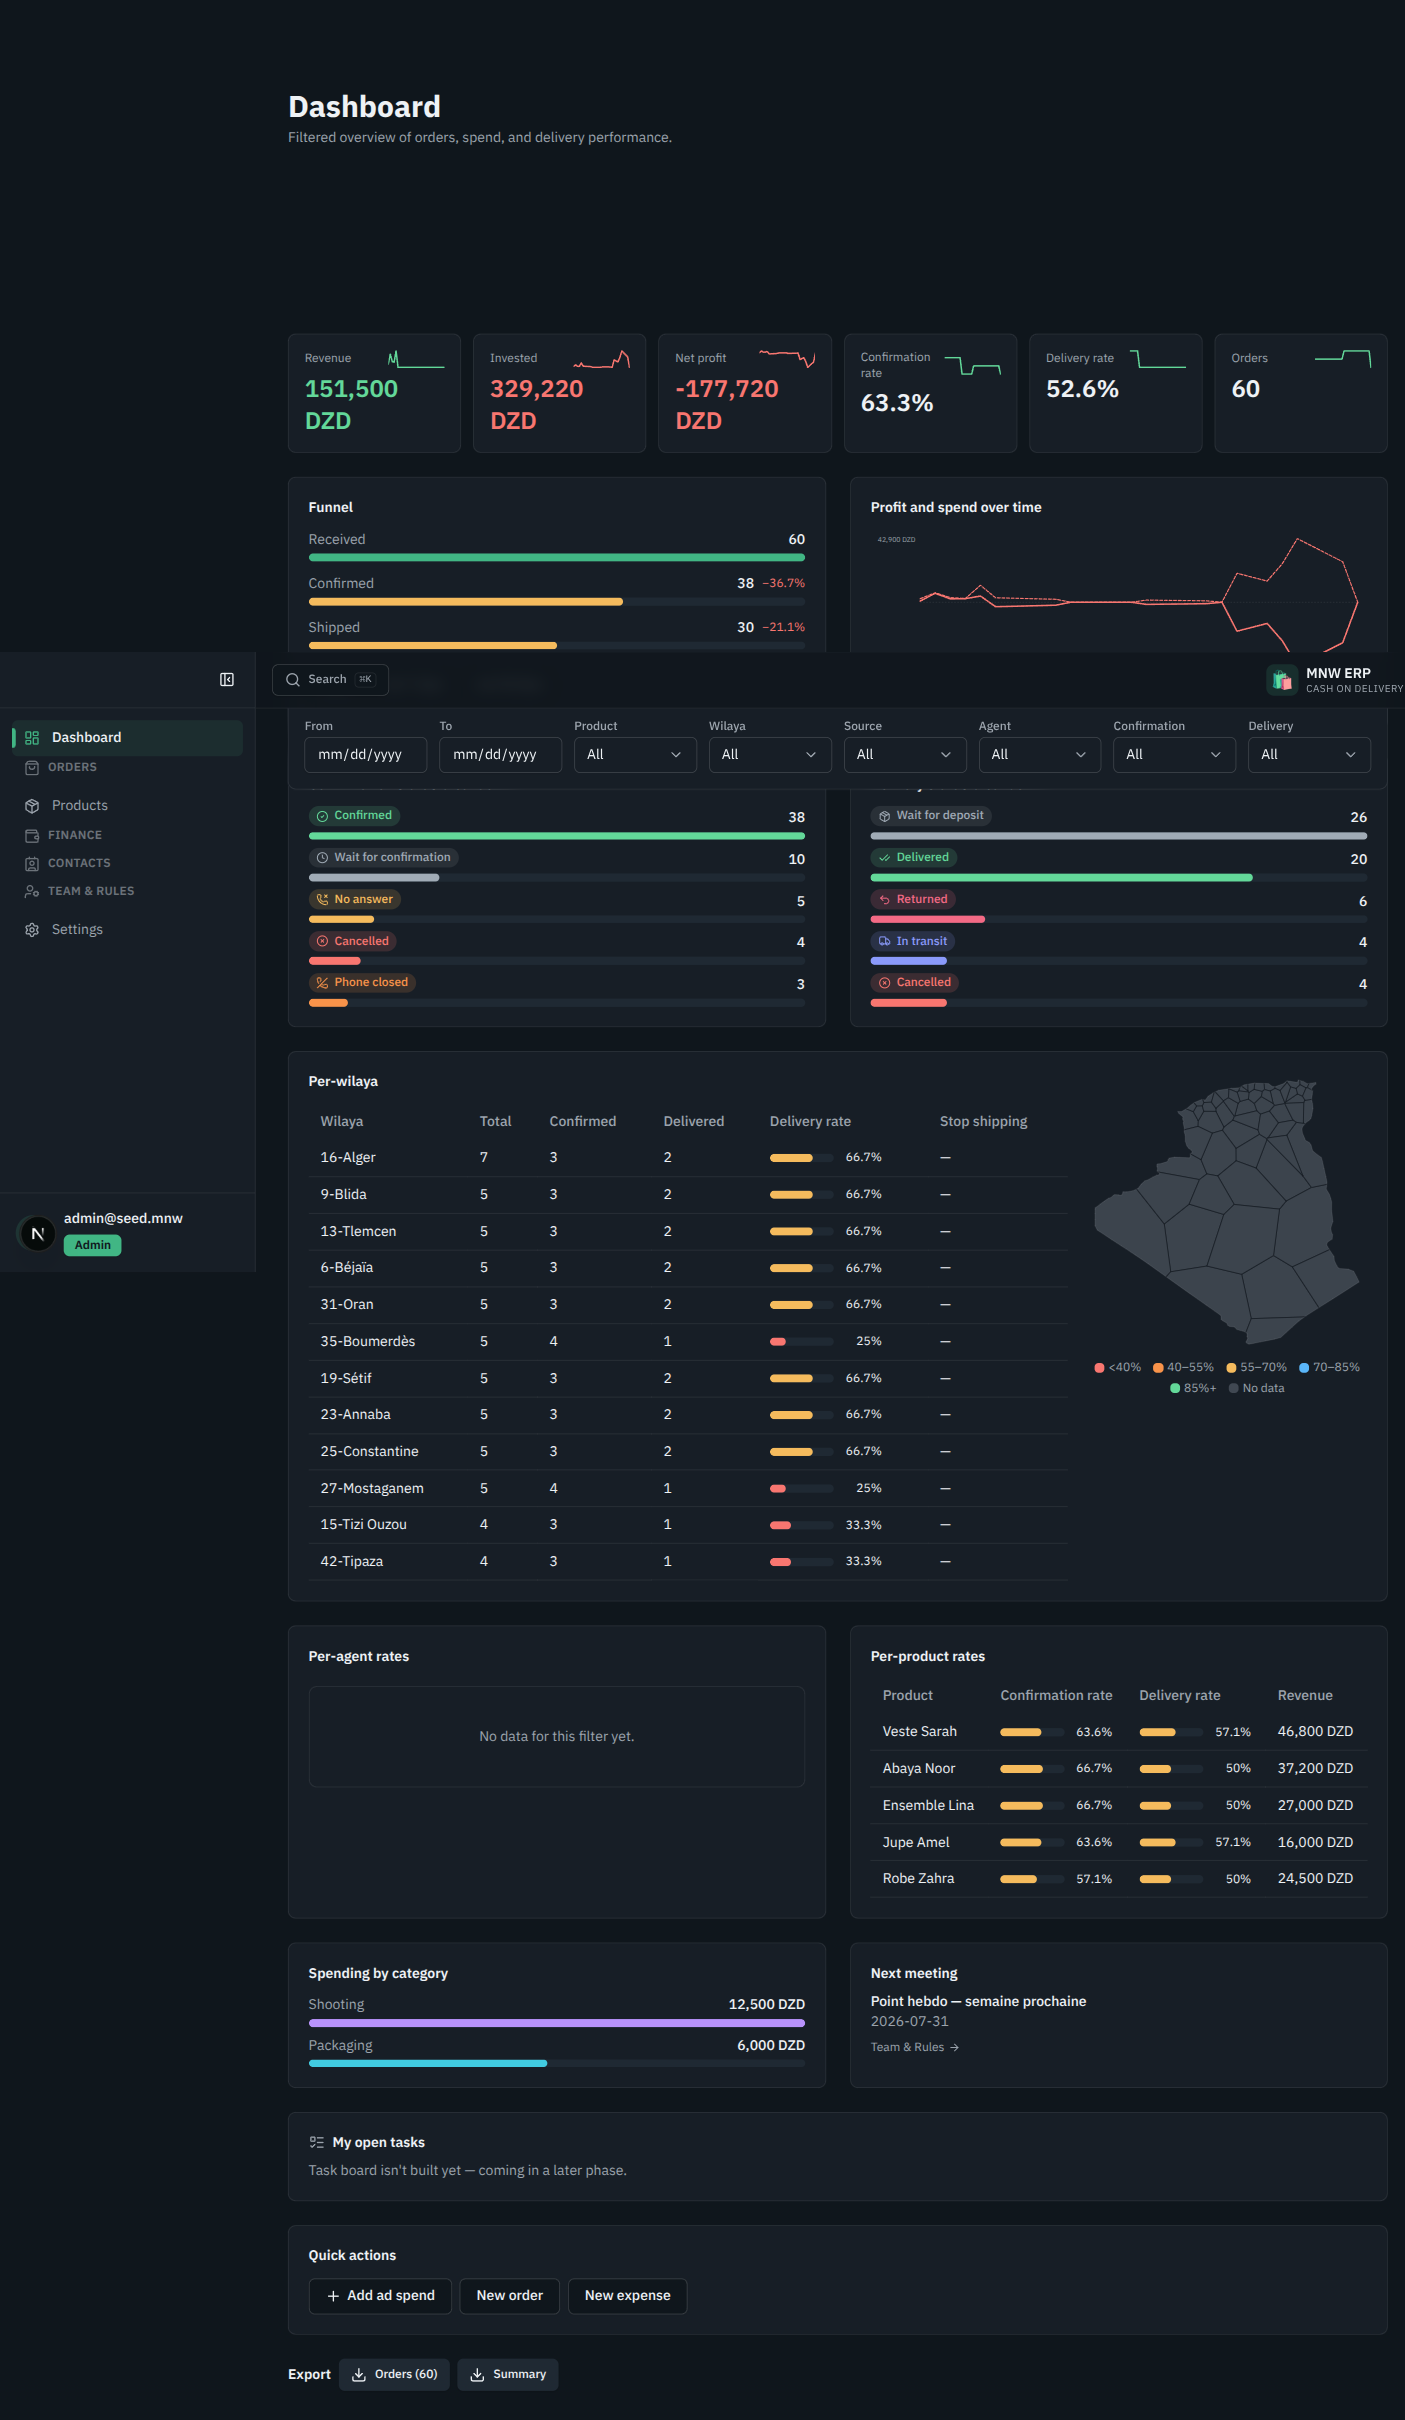 Dashboard
Filtered overview of orders, spend, and delivery performance.
Revenue
151,500
DZD
Invested
329,220
DZD
Net profit
-177,720
DZD
Confirmation
rate
63.3%
Delivery rate
52.6%
Orders
60
Funnel
Received 60
Confirmed 38 −36.7%
Shipped 30 −21.1%
Profit and spend over time
42,900 DZD
Search ⌘K
MNW ERP
CASH ON DELIVERY
Dashboard
ORDERS
Products
FINANCE
CONTACTS
TEAM & RULES
Settings
admin@seed.mnw
Admin
From To Product Wilaya Source Agent Confirmation Delivery
mm/dd/yyyy mm/dd/yyyy All All All All All All
Confirmed 38
Wait for confirmation 10
No answer 5
Cancelled 4
Phone closed 3
Wait for deposit 26
Delivered 20
Returned 6
In transit 4
Cancelled 4
Per-wilaya
Wilaya Total Confirmed Delivered Delivery rate Stop shipping
16-Alger 7 3 2 66.7% —
9-Blida 5 3 2 66.7% —
13-Tlemcen 5 3 2 66.7% —
6-Béjaïa 5 3 2 66.7% —
31-Oran 5 3 2 66.7% —
35-Boumerdès 5 4 1 25% —
19-Sétif 5 3 2 66.7% —
23-Annaba 5 3 2 66.7% —
25-Constantine 5 3 2 66.7% —
27-Mostaganem 5 4 1 25% —
15-Tizi Ouzou 4 3 1 33.3% —
42-Tipaza 4 3 1 33.3% —
<40% 40–55% 55–70% 70–85%
85%+ No data
Per-agent rates
No data for this filter yet.
Per-product rates
Product Confirmation rate Delivery rate Revenue
Veste Sarah 63.6% 57.1% 46,800 DZD
Abaya Noor 66.7% 50% 37,200 DZD
Ensemble Lina 66.7% 50% 27,000 DZD
Jupe Amel 63.6% 57.1% 16,000 DZD
Robe Zahra 57.1% 50% 24,500 DZD
Spending by category
Shooting 12,500 DZD
Packaging 6,000 DZD
Next meeting
Point hebdo — semaine prochaine
2026-07-31
Team & Rules →
My open tasks
Task board isn't built yet — coming in a later phase.
Quick actions
Add ad spend New order New expense
Export Orders (60) Summary